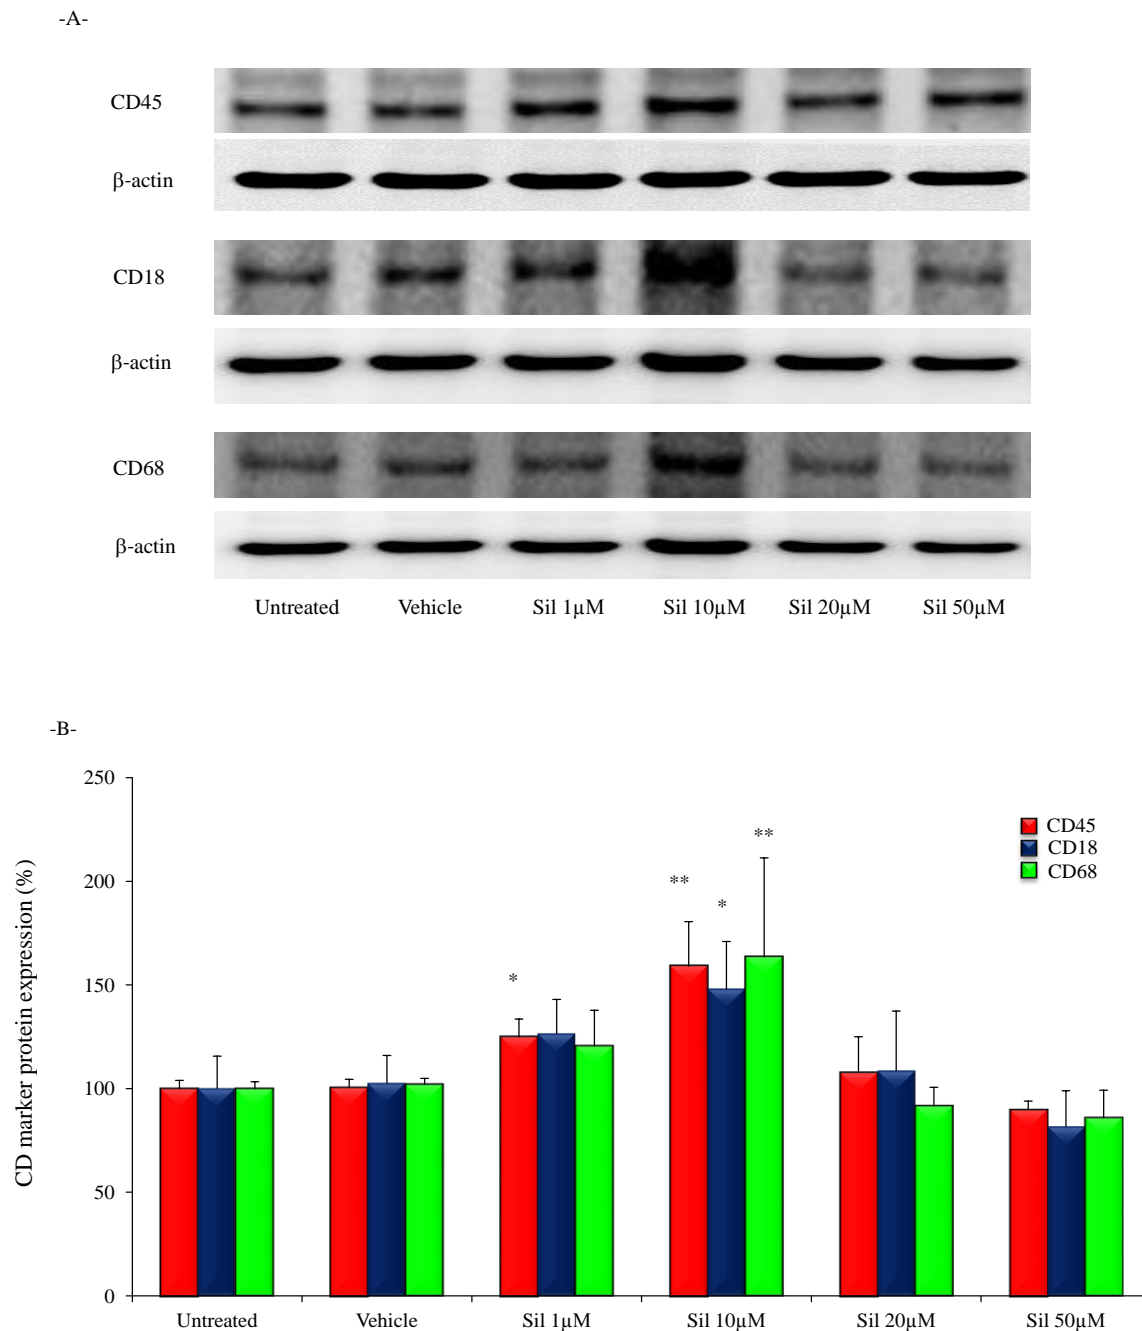 -A-
CD45
β-actin
CD18
β-actin
CD68
β-actin
Untreated Vehicle Sil 1µM Sil 10µM Sil 20µM Sil 50µM
-B-
CD marker protein expression (%)
250
200
150
100
50
0
CD45
CD18
CD68
*
**
*
**
Untreated Vehicle Sil 1µM Sil 10µM Sil 20µM Sil 50µM